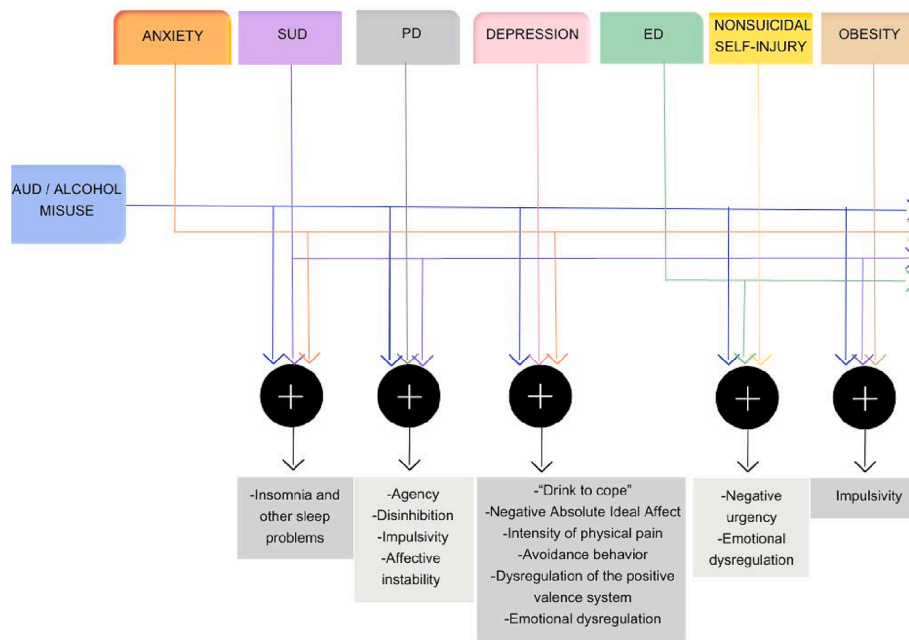 ANXIETY
SUD
PD
DEPRESSION
ED
NONSUICIDAL
SELF-INJURY
OBESITY
AUD / ALCOHOL
MISUSE
-Insomnia and
other sleep
problems
-Agency
-Disinhibition
-Impulsivity
-Affective
instability
-"Drink to cope"
-Negative Absolute Ideal Affect
-Intensity of physical pain
-Avoidance behavior
-Dysregulation of the positive
valence system
-Emotional dysregulation
-Negative
urgency
-Emotional
dysregulation
Impulsivity